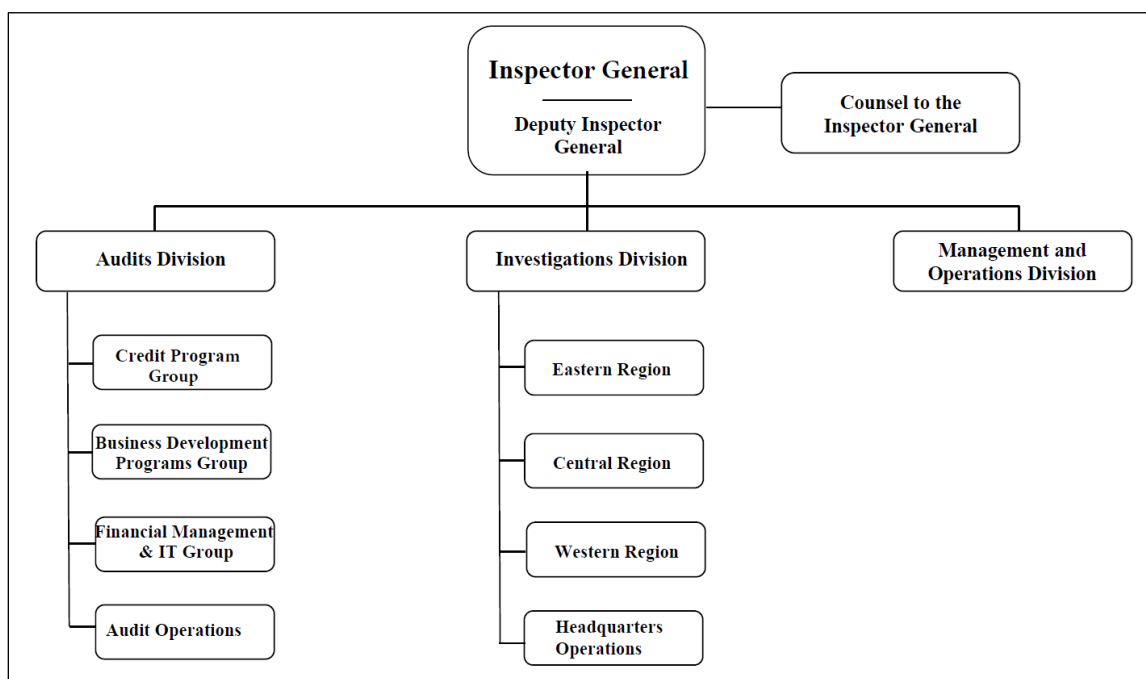 Inspector General
Deputy Inspector
General
Counsel to the
Inspector General
Audits Division
Investigations Division
Management and
Operations Division
Credit Program
Group
Business Development
Programs Group
Financial Management
& IT Group
Audit Operations
Eastern Region
Central Region
Western Region
Headquarters
Operations